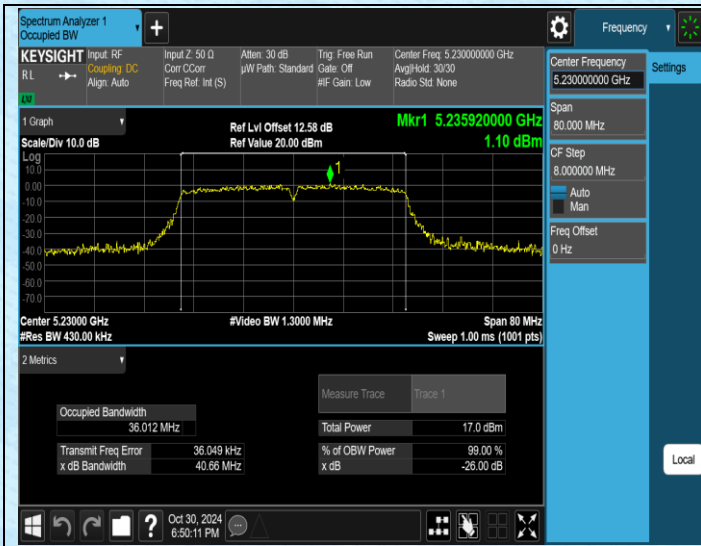 Spectrum Analyzer 1
Occupied BW
+
Frequency
KEYSIGHT
RL
LXI
Input: RF
Coupling: DC
Align: Auto
Input Z: 50 Ω
Corr CCorr
Freq Ref: Int (S)
Atten: 30 dB
µW Path: Standard
Trig: Free Run
Gate: Off
#IF Gain: Low
Center Freq: 5.230000000 GHz
Avg|Hold: 30/30
Radio Std: None
Center Frequency
5.230000000 GHz
Settings
Span
80.000 MHz
CF Step
8.000000 MHz
Auto
Man
Freq Offset
0 Hz
Local
1 Graph
Scale/Div 10.0 dB
Ref Lvl Offset 12.58 dB
Ref Value 20.00 dBm
Mkr1 5.235920000 GHz
1.10 dBm
Log
10.0
0.00
-10.0
-20.0
-30.0
-40.0
-50.0
-60.0
-70.0
1
Center 5.23000 GHz
#Res BW 430.00 kHz
#Video BW 1.3000 MHz
Span 80 MHz
Sweep 1.00 ms (1001 pts)
2 Metrics
Measure Trace
Trace 1
Occupied Bandwidth
36.012 MHz
Total Power
17.0 dBm
Transmit Freq Error
36.049 kHz
% of OBW Power
99.00 %
x dB Bandwidth
40.66 MHz
x dB
-26.00 dB
?
Oct 30, 2024
6:50:11 PM